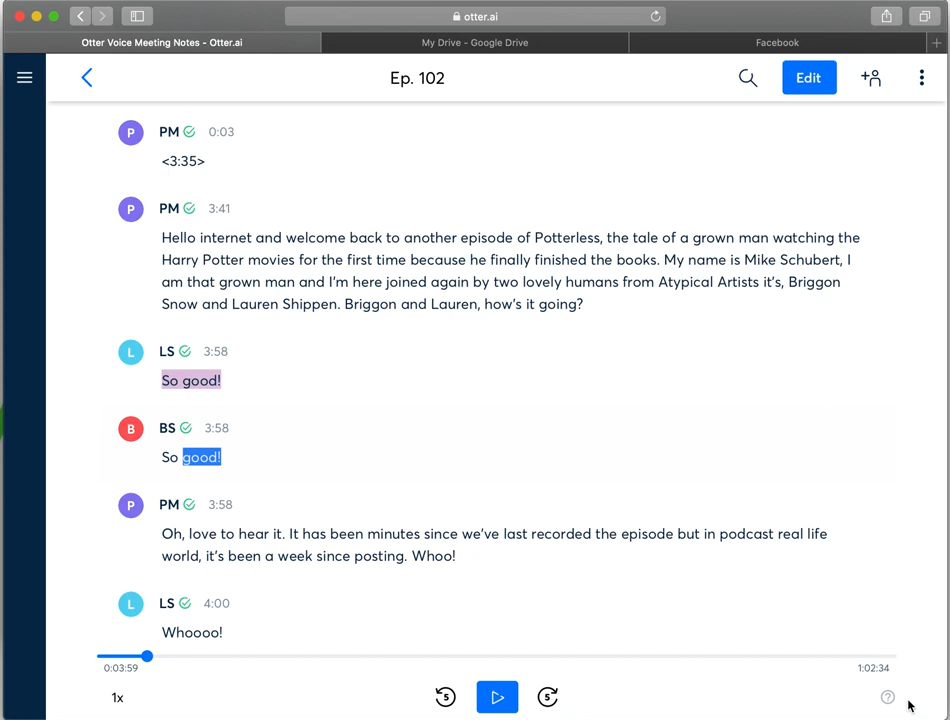 otter.ai
Otter Voice Meeting Notes - Otter.ai
My Drive - Google Drive
Facebook
Ep. 102
Edit
P PM 0:03
<3:35>
P PM 3:41
Hello internet and welcome back to another episode of Potterless, the tale of a grown man watching the
Harry Potter movies for the first time because he finally finished the books. My name is Mike Schubert, I
am that grown man and I'm here joined again by two lovely humans from Atypical Artists it's, Briggon
Snow and Lauren Shippen. Briggon and Lauren, how's it going?
L LS 3:58
So good!
B BS 3:58
So good!
P PM 3:58
Oh, love to hear it. It has been minutes since we've last recorded the episode but in podcast real life
world, it's been a week since posting. Whoo!
L LS 4:00
Whoooo!
0:03:59
1:02:34
1x
5
5
?